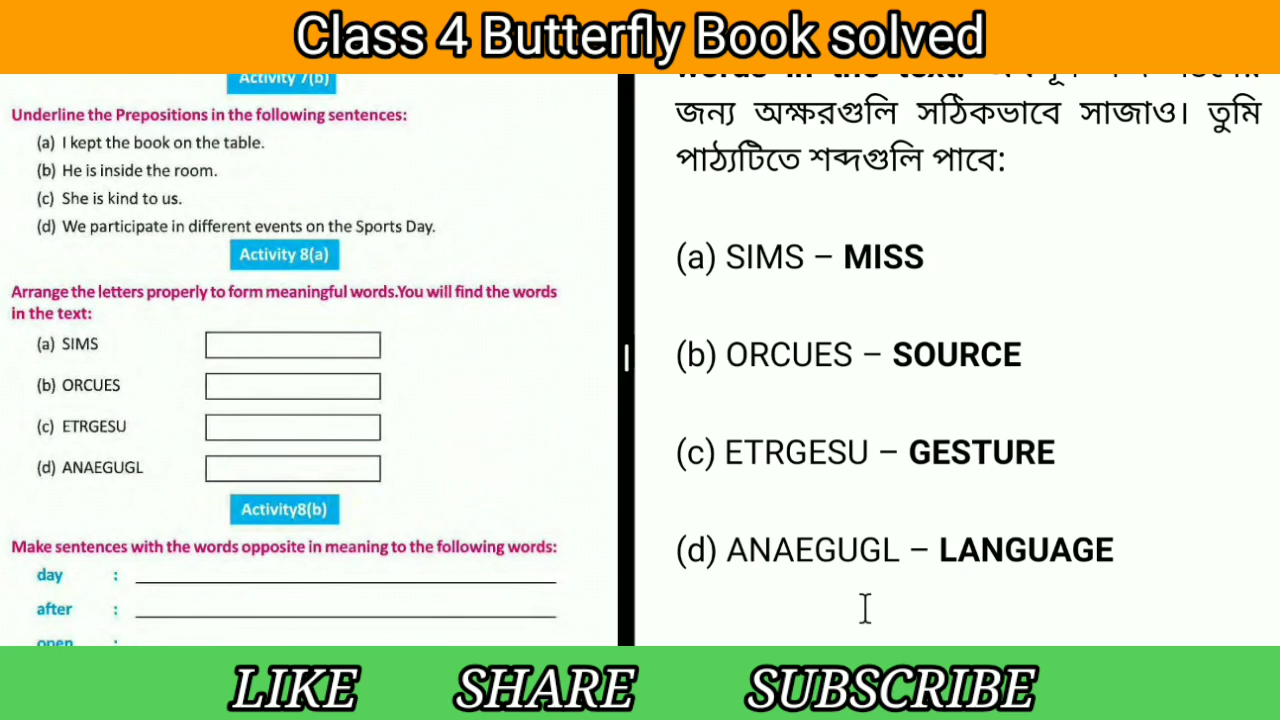 Class 4 Butterfly Book solved
Activity 7(b)
Underline the Prepositions in the following sentences:
(a) I kept the book on the table.
(b) He is inside the room.
(c) She is kind to us.
(d) We participate in different events on the Sports Day.
Activity 8(a)
Arrange the letters properly to form meaningful words.You will find the words
in the text:
(a) SIMS
(b) ORCUES
(c) ETRGESU
(d) ANAEGUGL
Activity8(b)
Make sentences with the words opposite in meaning to the following words:
day :
after :
open :
words in the text.
জন্য অক্ষরগুলি সঠিকভাবে সাজাও। তুমি
পাঠ্যটিতে শব্দগুলি পাবে:
(a) SIMS – MISS
(b) ORCUES – SOURCE
(c) ETRGESU – GESTURE
(d) ANAEGUGL – LANGUAGE
LIKE SHARE SUBSCRIBE